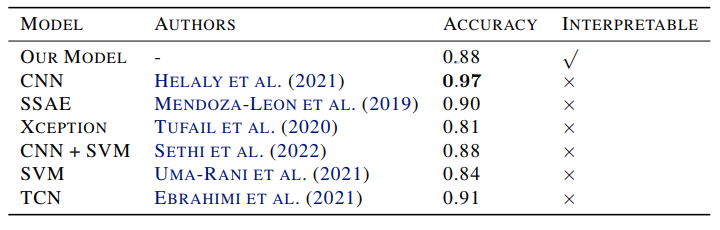 MODEL AUTHORS ACCURACY INTERPRETABLE
OUR MODEL - 0.88 √
CNN HELALY ET AL. (2021) 0.97 ×
SSAE MENDOZA-LEON ET AL. (2019) 0.90 ×
XCEPTION TUFAIL ET AL. (2020) 0.81 ×
CNN + SVM SETHI ET AL. (2022) 0.88 ×
SVM UMA-RANI ET AL. (2021) 0.84 ×
TCN EBRAHIMI ET AL. (2021) 0.91 ×